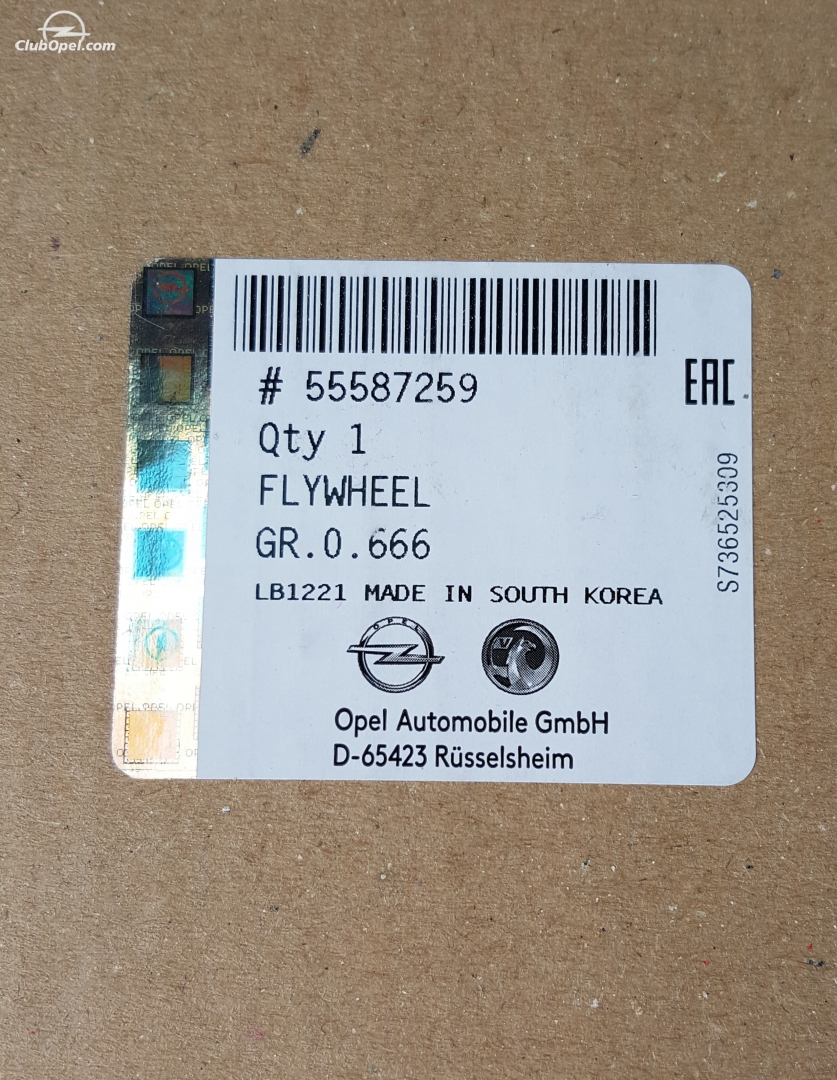 ClubOpel.com
# 55587259
EAC
Qty 1
FLYWHEEL
GR.0.666
S736525309
LB1221 MADE IN SOUTH KOREA
OPEL
Opel Automobile GmbH
D-65423 Rüsselsheim